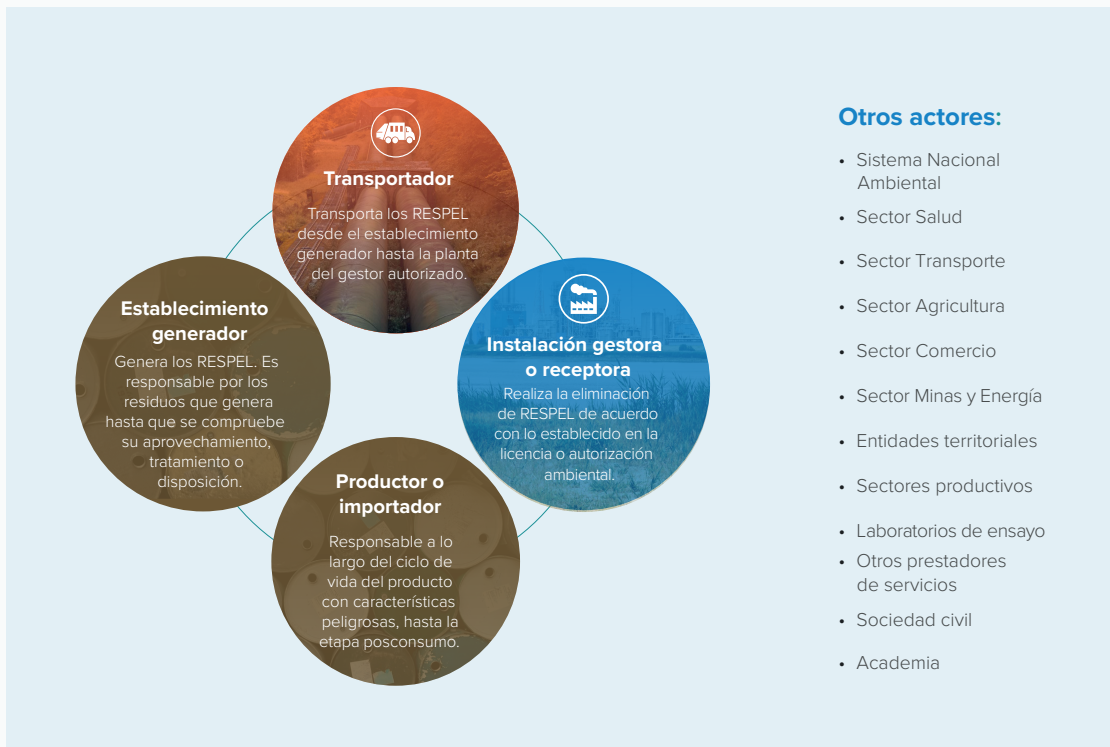 Transportador
Transporta los RESPEL
desde el establecimiento
generador hasta la planta
del gestor autorizado.
Establecimiento
generador
Genera los RESPEL. Es
responsable por los
residuos que genera
hasta que se compruebe
su aprovechamiento,
tratamiento o
disposición.
Instalación gestora
o receptora
Realiza la eliminación
de RESPEL de acuerdo
con lo establecido en la
licencia o autorización
ambiental.
Productor o
importador
Responsable a lo
largo del ciclo de
vida del producto
con características
peligrosas, hasta la
etapa posconsumo.
Otros actores:
• Sistema Nacional
Ambiental
• Sector Salud
• Sector Transporte
• Sector Agricultura
• Sector Comercio
• Sector Minas y Energía
• Entidades territoriales
• Sectores productivos
• Laboratorios de ensayo
• Otros prestadores
de servicios
• Sociedad civil
• Academia